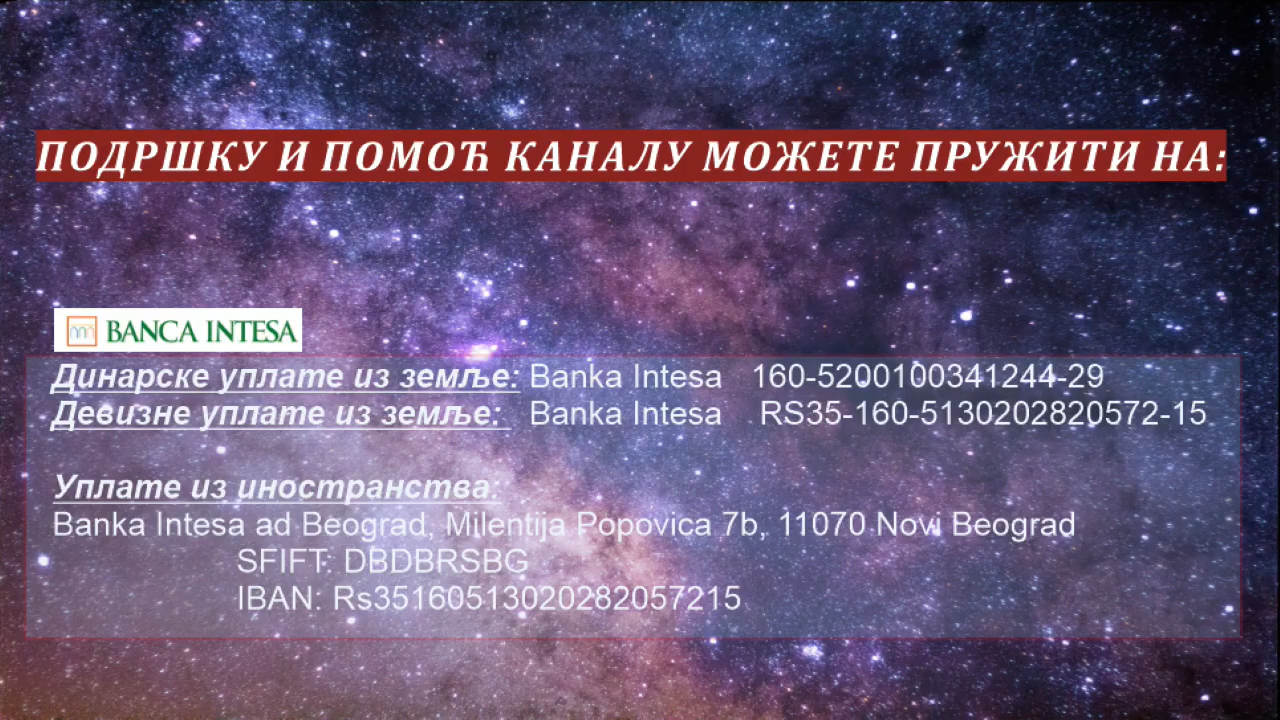 ПОДРШКУ И ПОМОЋ КАНАЛУ МОЖЕТЕ ПРУЖИТИ НА:
BANCA INTESA
Динарске уплате из земље: Banka Intesa 160-5200100341244-29
Девизне уплате из земље: Banka Intesa RS35-160-5130202820572-15
Уплате из иностранства:
Banka Intesa ad Beograd, Milentija Popovica 7b, 11070 Novi Beograd
SFIFT: DBDBRSBG
IBAN: Rs35160513020282057215